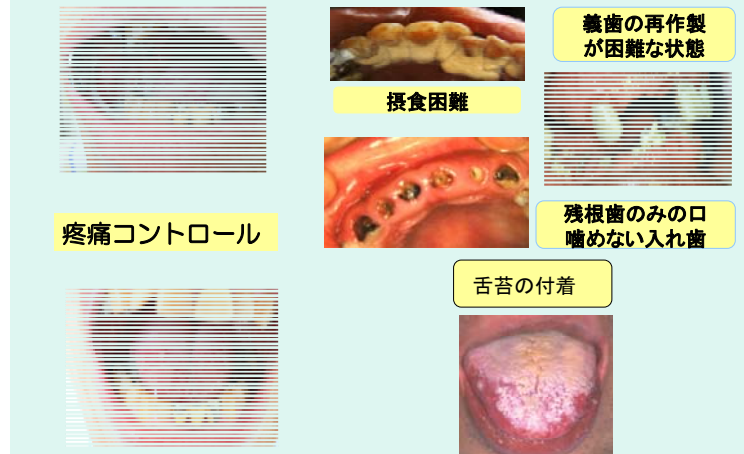 義歯の再作製
が困難な状態
摂食困難
残根歯のみの口
噛めない入れ歯
疼痛コントロール
舌苔の付着